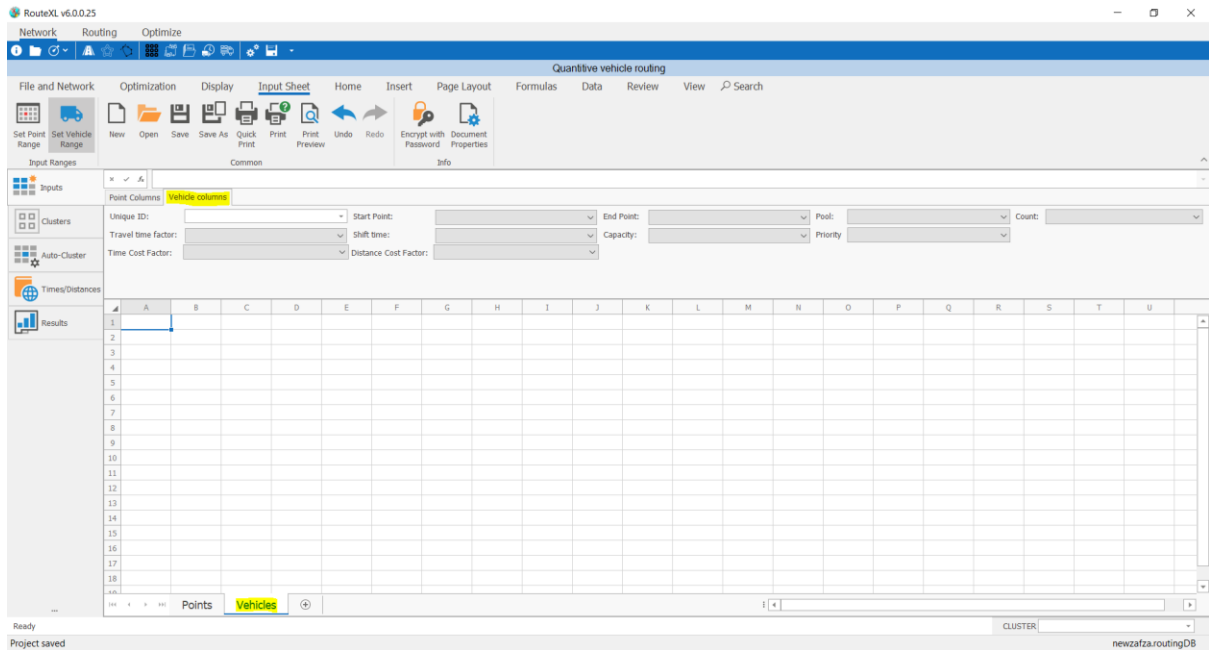 RouteXL v6.0.0.25
Network Routing Optimize
Quantitive vehicle routing
File and Network Optimization Display Input Sheet Home Insert Page Layout Formulas Data Review View Search
Set Point Range Set Vehicle Range New Open Save Save As Quick Print Print Print Preview Undo Redo Encrypt with Password Document Properties
Input Ranges Common Info
Inputs
Point Columns Vehicle columns
Clusters
Unique ID: Start Point: End Point: Pool: Count:
Travel time factor: Shift time: Capacity: Priority
Auto-Cluster
Time Cost Factor: Distance Cost Factor:
Times/Distances
A B C D E F G H I J K L M N O P Q R S T U
Results
1
2
3
4
5
6
7
8
9
10
11
12
13
14
15
16
17
18
Points Vehicles
...
Ready CLUSTER
Project saved newzafza.routingDB